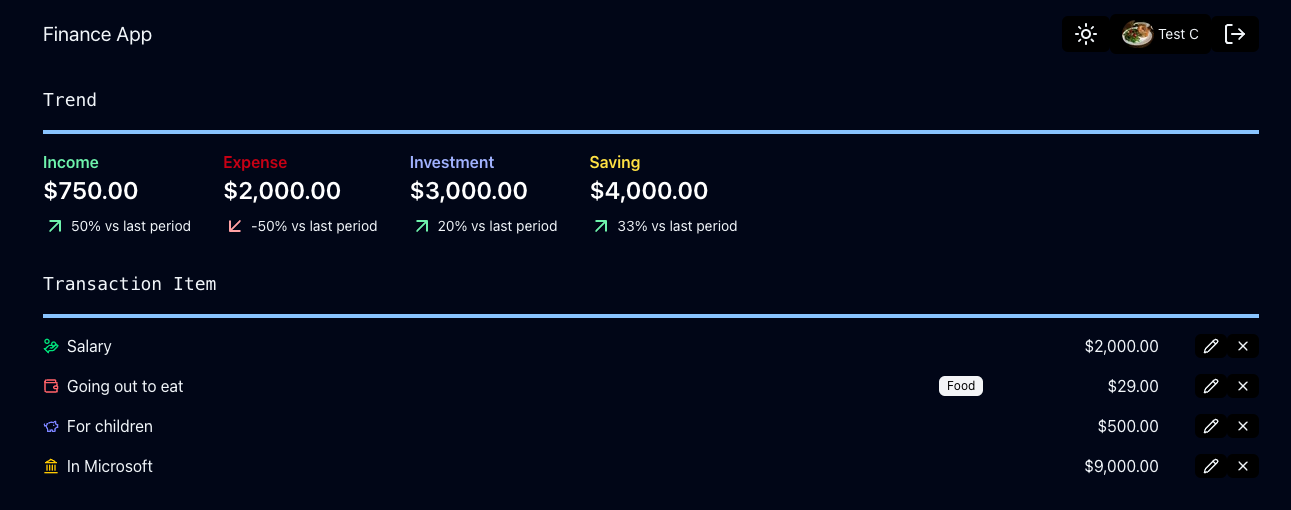 Finance App
Test C
Trend
Income Expense Investment Saving
$750.00 $2,000.00 $3,000.00 $4,000.00
50% vs last period -50% vs last period 20% vs last period 33% vs last period
Transaction Item
Salary $2,000.00
Going out to eat Food $29.00
For children $500.00
In Microsoft $9,000.00